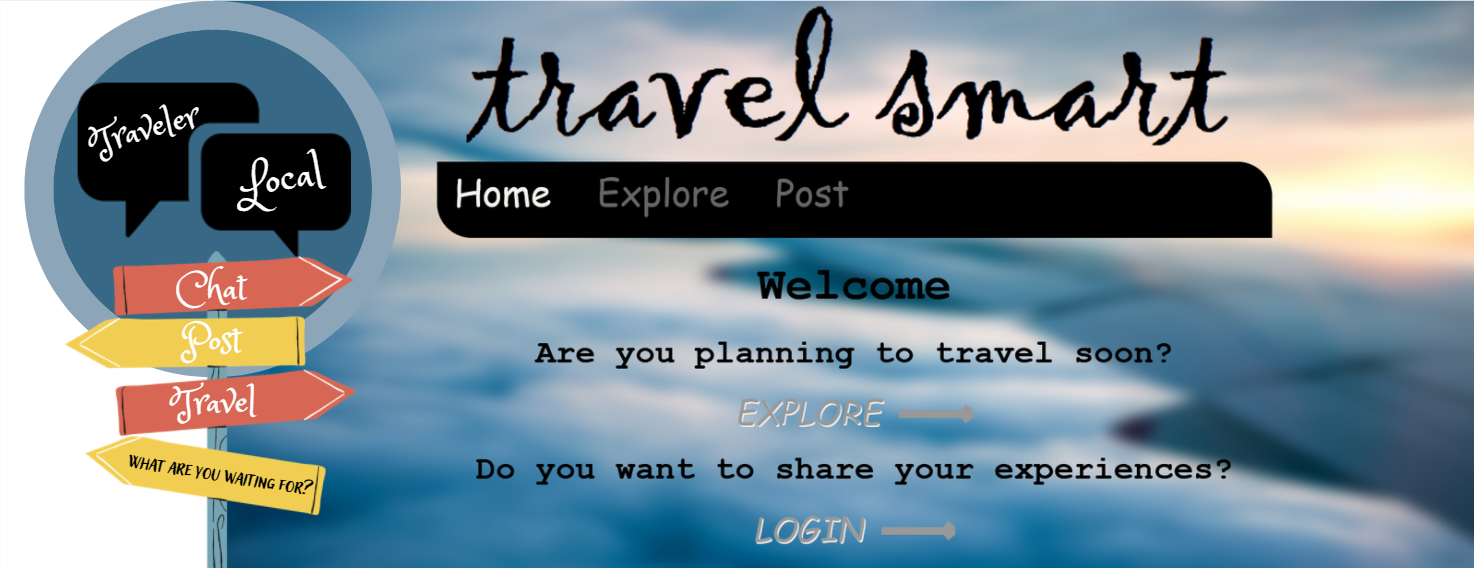 Traveler
Local
Chat
Post
Travel
WHAT ARE YOU WAITING FOR?
travel smart
Home Explore Post
Welcome
Are you planning to travel soon?
EXPLORE
Do you want to share your experiences?
LOGIN